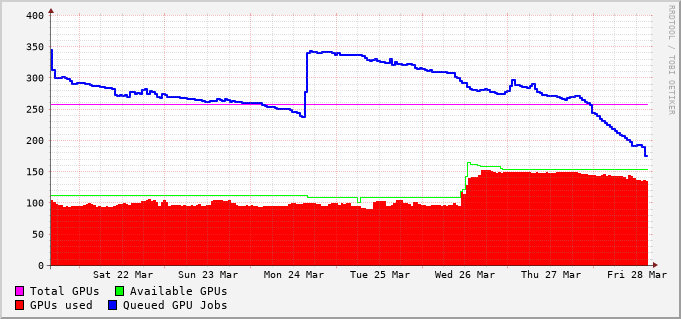 400
350
300
250
200
150
100
50
0
Sat 22 Mar Sun 23 Mar Mon 24 Mar Tue 25 Mar Wed 26 Mar Thu 27 Mar Fri 28 Mar
Total GPUs Available GPUs
GPUs used Queued GPU Jobs
RRDTOOL / TOBI OETIKER